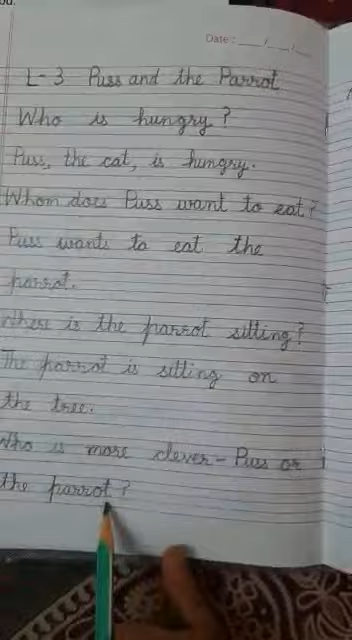 Date: ___/___/___
L-3 Puss and the Parrot
Who is hungry?
Puss, the cat, is hungry.
Whom does Puss want to eat?
Puss wants to eat the
parrot.
Where is the parrot sitting?
The parrot is sitting on
the tree.
Who is more clever - Puss or
the parrot?